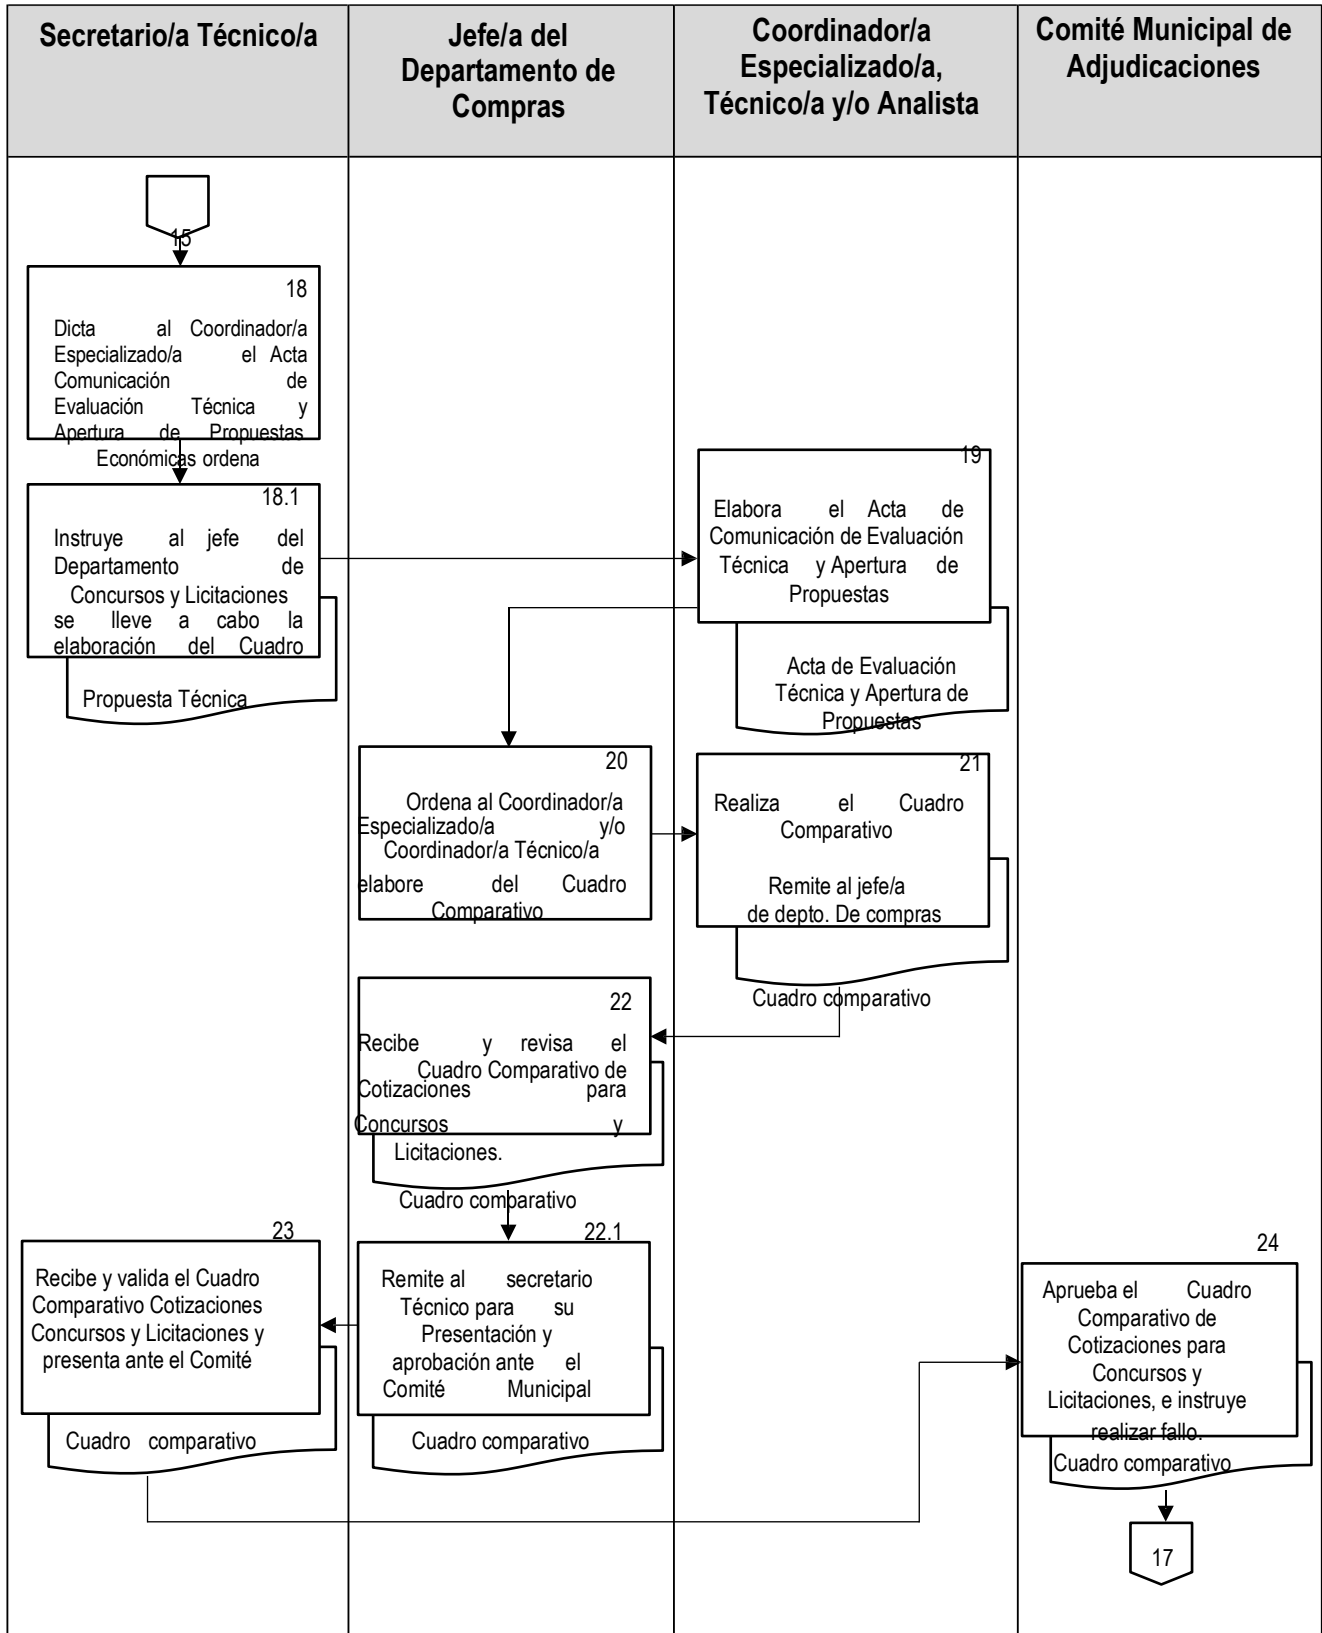 Secretario/a Técnico/a
Jefe/a del
Departamento de
Compras
Coordinador/a
Especializado/a,
Técnico/a y/o Analista
Comité Municipal de
Adjudicaciones
15
18
Dicta al Coordinador/a
Especializado/a el Acta
Comunicación de
Evaluación Técnica y
Apertura de Propuestas
Económicas ordena
18.1
Instruye al jefe del
Departamento de
Concursos y Licitaciones
se lleve a cabo la
elaboración del Cuadro
Propuesta Técnica
19
Elabora el Acta de
Comunicación de Evaluación
Técnica y Apertura de
Propuestas
Acta de Evaluación
Técnica y Apertura de
Propuestas
20
Ordena al Coordinador/a
Especializado/a y/o
Coordinador/a Técnico/a
elabore del Cuadro
Comparativo
21
Realiza el Cuadro
Comparativo
Remite al jefe/a
de depto. De compras
Cuadro comparativo
22
Recibe y revisa el
Cuadro Comparativo de
Cotizaciones para
Concursos y
Licitaciones.
Cuadro comparativo
22.1
Remite al secretario
Técnico para su
Presentación y
aprobación ante el
Comité Municipal
Cuadro comparativo
23
Recibe y valida el Cuadro
Comparativo Cotizaciones
Concursos y Licitaciones y
presenta ante el Comité
Cuadro comparativo
24
Aprueba el Cuadro
Comparativo de
Cotizaciones para
Concursos y
Licitaciones, e instruye
realizar fallo.
Cuadro comparativo
17